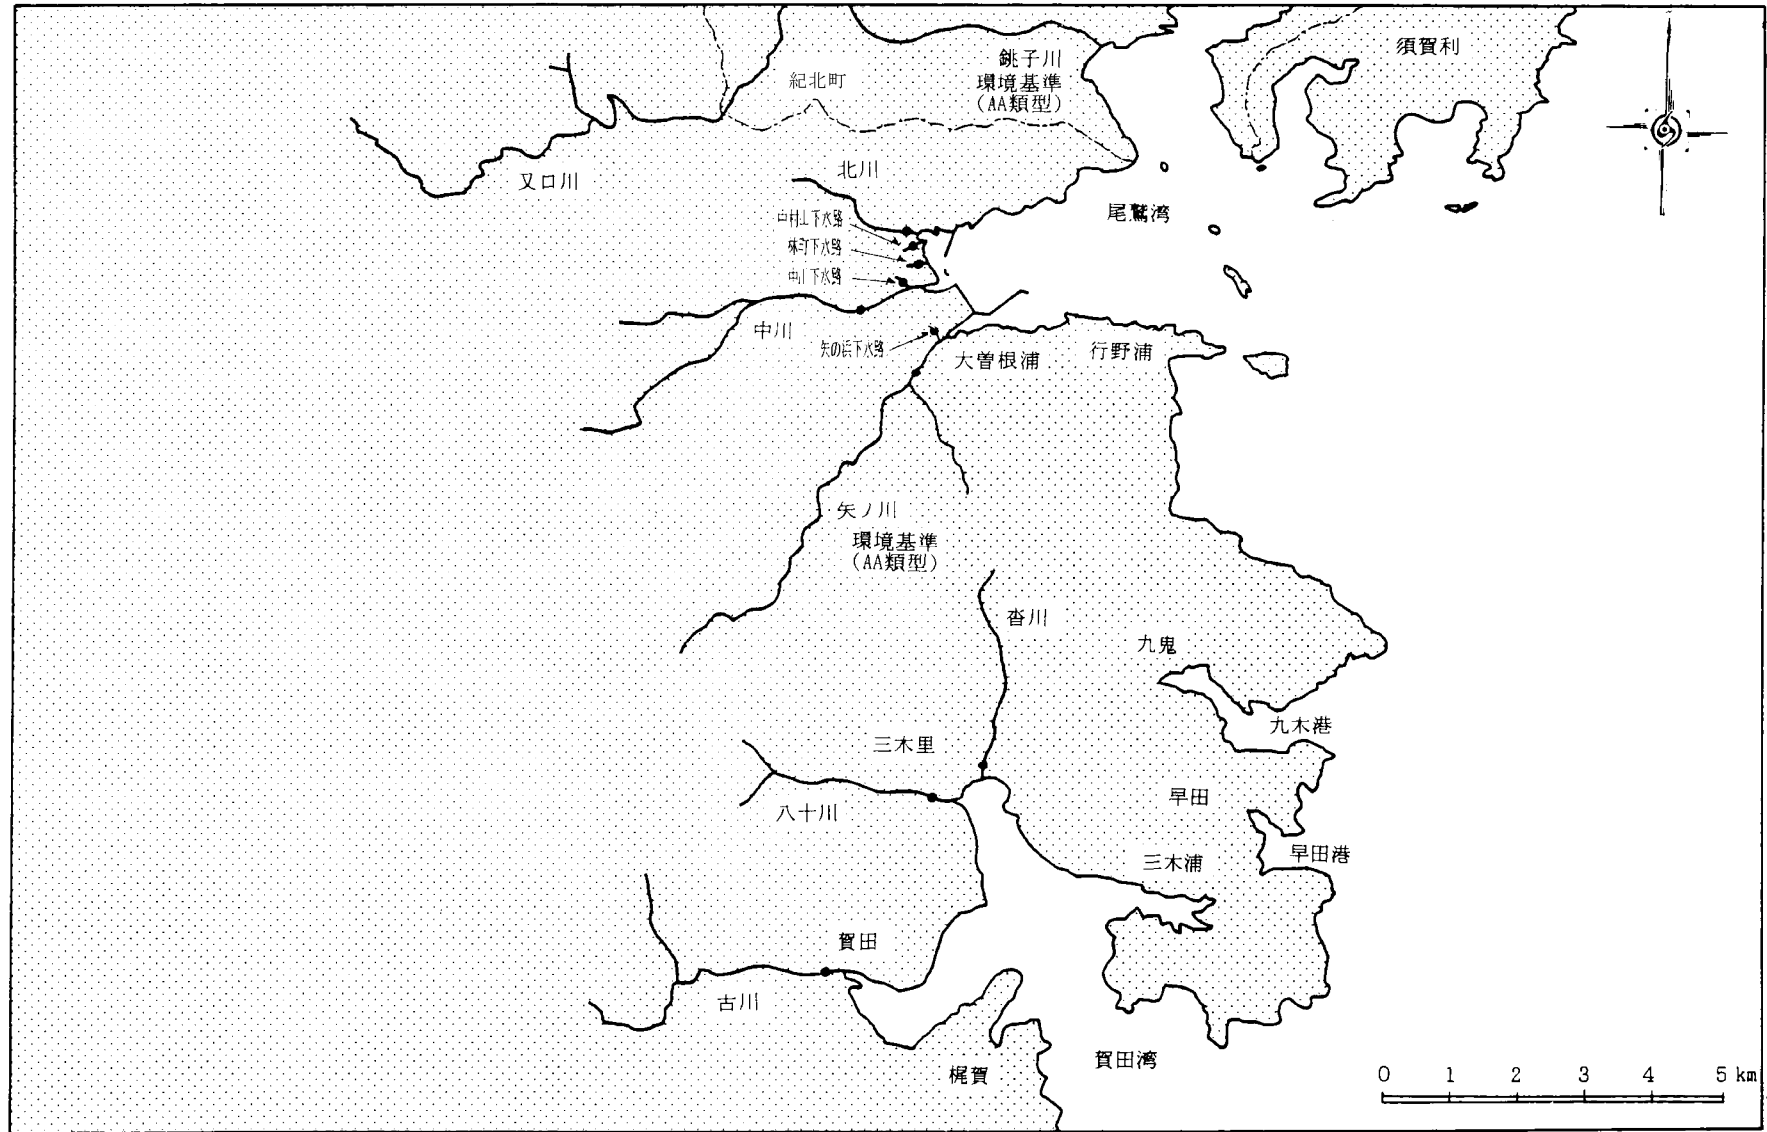 須賀利
銚子川
環境基準
(AA類型)
紀北町
北川
又口川
尾鷲湾
中村山下水路
林町下水路
中川下水路
中川
矢の浜下水路
大曽根浦
行野浦
矢ノ川
環境基準
(AA類型)
沓川
九鬼
九木港
三木里
早田
八十川
早田港
三木浦
賀田
古川
賀田湾
梶賀
0 1 2 3 4 5 km